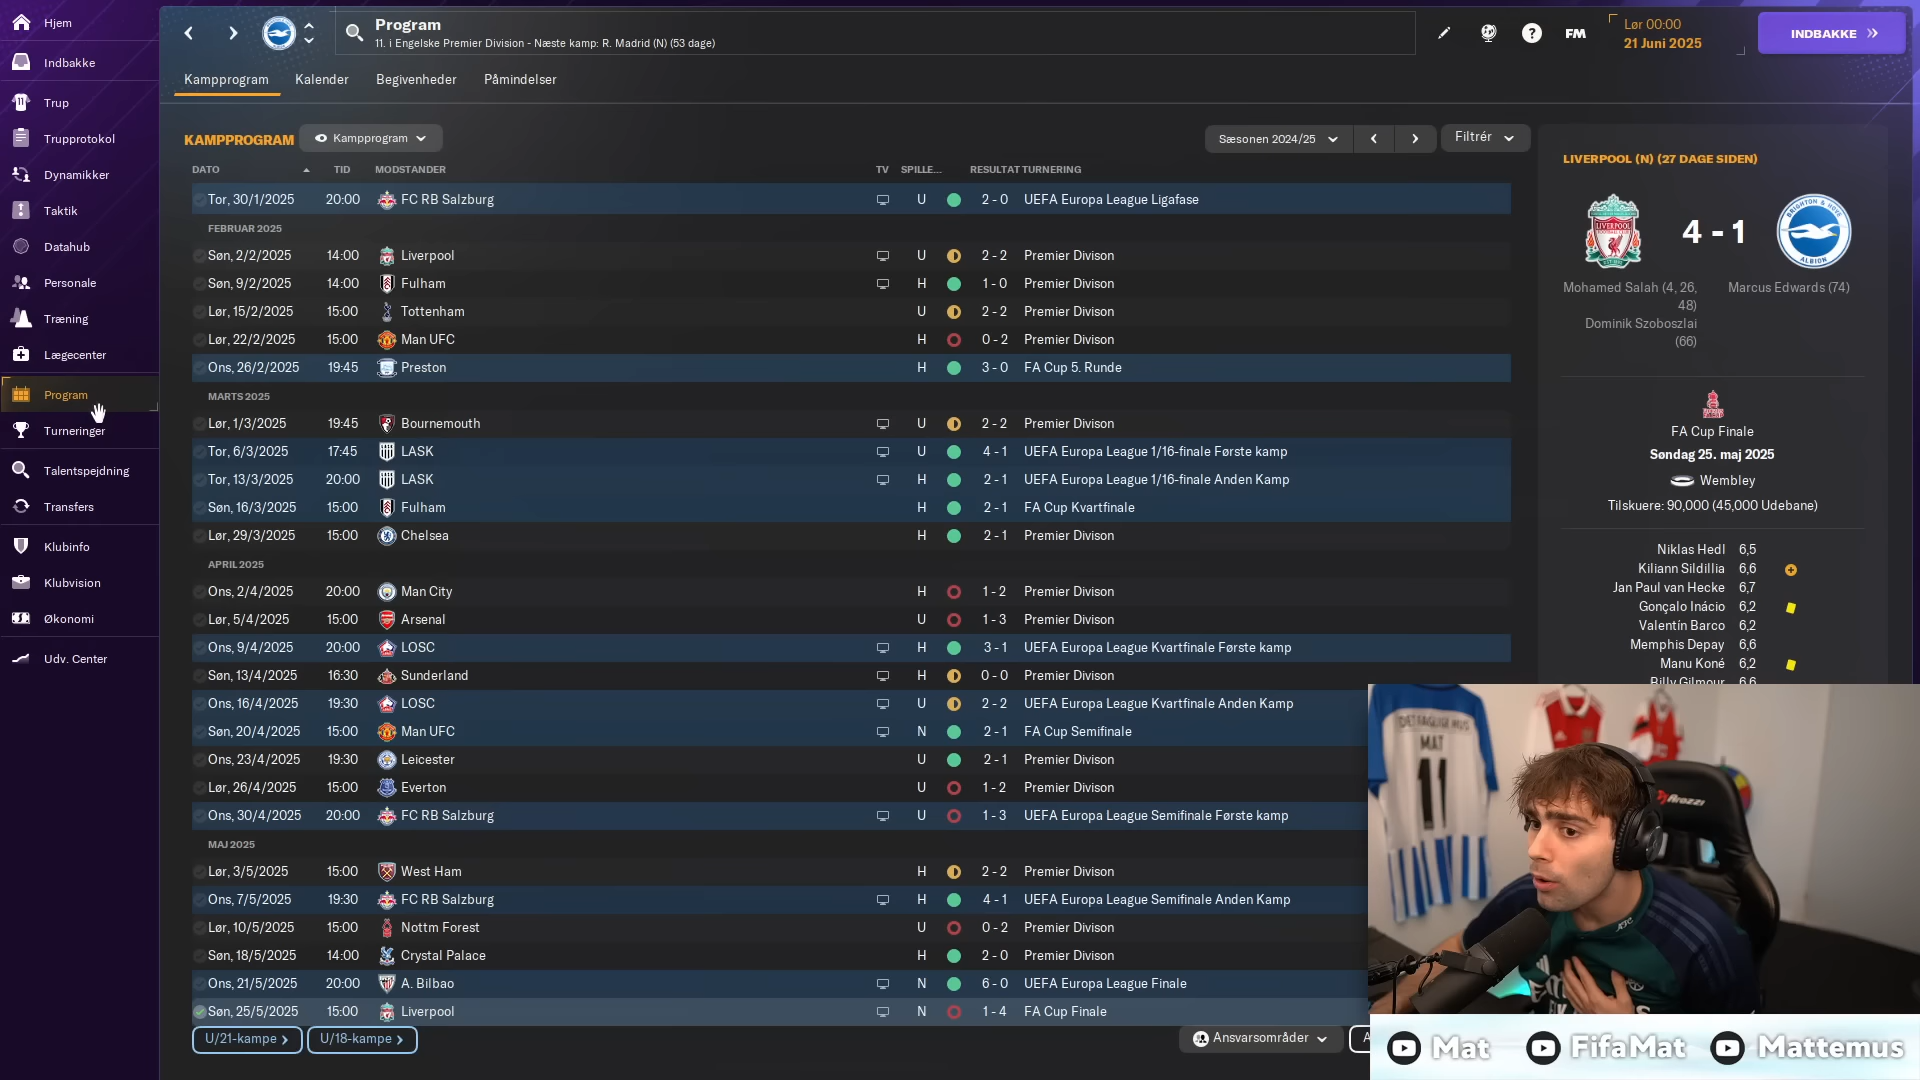 Hjem
Indbakke
Trup
Trupprotokol
Dynamikker
Taktik
Datahub
Personale
Træning
Lægecenter
Program
Turneringer
Talentspejdning
Transfers
Klubinfo
Klubvision
Økonomi
Udv. Center
Program
11. i Engelske Premier Division - Næste kamp: R. Madrid (N) (53 dage)
FM
Lør 00:00
21 Juni 2025
INDBAKKE
Kampprogram Kalender Begivenheder Påmindelser
KAMPPROGRAM Kampprogram Sæsonen 2024/25 Filtrér
DATO TID MODSTANDER TV SPILLE... RESULTAT TURNERING
Tor, 30/1/2025 20:00 FC RB Salzburg U 2 - 0 UEFA Europa League Ligafase
FEBRUAR 2025
Søn, 2/2/2025 14:00 Liverpool U 2 - 2 Premier Divison
Søn, 9/2/2025 14:00 Fulham H 1 - 0 Premier Divison
Lør, 15/2/2025 15:00 Tottenham U 2 - 2 Premier Divison
Lør, 22/2/2025 15:00 Man UFC H 0 - 2 Premier Divison
Ons, 26/2/2025 19:45 Preston H 3 - 0 FA Cup 5. Runde
MARTS 2025
Lør, 1/3/2025 19:45 Bournemouth U 2 - 2 Premier Divison
Tor, 6/3/2025 17:45 LASK U 4 - 1 UEFA Europa League 1/16-finale Første kamp
Tor, 13/3/2025 20:00 LASK H 2 - 1 UEFA Europa League 1/16-finale Anden Kamp
Søn, 16/3/2025 15:00 Fulham H 2 - 1 FA Cup Kvartfinale
Lør, 29/3/2025 15:00 Chelsea H 2 - 1 Premier Divison
APRIL 2025
Ons, 2/4/2025 20:00 Man City H 1 - 2 Premier Divison
Lør, 5/4/2025 15:00 Arsenal U 1 - 3 Premier Divison
Ons, 9/4/2025 20:00 LOSC H 3 - 1 UEFA Europa League Kvartfinale Første kamp
Søn, 13/4/2025 16:30 Sunderland H 0 - 0 Premier Divison
Ons, 16/4/2025 19:30 LOSC U 2 - 2 UEFA Europa League Kvartfinale Anden Kamp
Søn, 20/4/2025 15:00 Man UFC N 2 - 1 FA Cup Semifinale
Ons, 23/4/2025 19:30 Leicester U 2 - 1 Premier Divison
Lør, 26/4/2025 15:00 Everton U 1 - 2 Premier Divison
Ons, 30/4/2025 20:00 FC RB Salzburg U 1 - 3 UEFA Europa League Semifinale Første kamp
MAJ 2025
Lør, 3/5/2025 15:00 West Ham H 2 - 2 Premier Divison
Ons, 7/5/2025 19:30 FC RB Salzburg H 4 - 1 UEFA Europa League Semifinale Anden Kamp
Lør, 10/5/2025 15:00 Nottm Forest U 0 - 2 Premier Divison
Søn, 18/5/2025 14:00 Crystal Palace H 2 - 0 Premier Divison
Ons, 21/5/2025 20:00 A. Bilbao N 6 - 0 UEFA Europa League Finale
Søn, 25/5/2025 15:00 Liverpool N 1 - 4 FA Cup Finale
U/21-kampe U/18-kampe Ansvarsområder
LIVERPOOL (N) (27 DAGE SIDEN)
4 - 1
BRIGHTON & HOVE
ALBION
Mohamed Salah (4, 26,
48)
Dominik Szoboszlai
(66)
Marcus Edwards (74)
FA Cup Finale
Søndag 25. maj 2025
Wembley
Tilskuere: 90,000 (45,000 Udebane)
Niklas Hedl 6,5
Kiliann Sildillia 6,6
Jan Paul van Hecke 6,7
Gonçalo Inácio 6,2
Valentín Barco 6,2
Memphis Depay 6,6
Manu Koné 6,2
Billy Gilmour 6,6
MAT
11
Arozzi
Mat FifaMat Mattemus